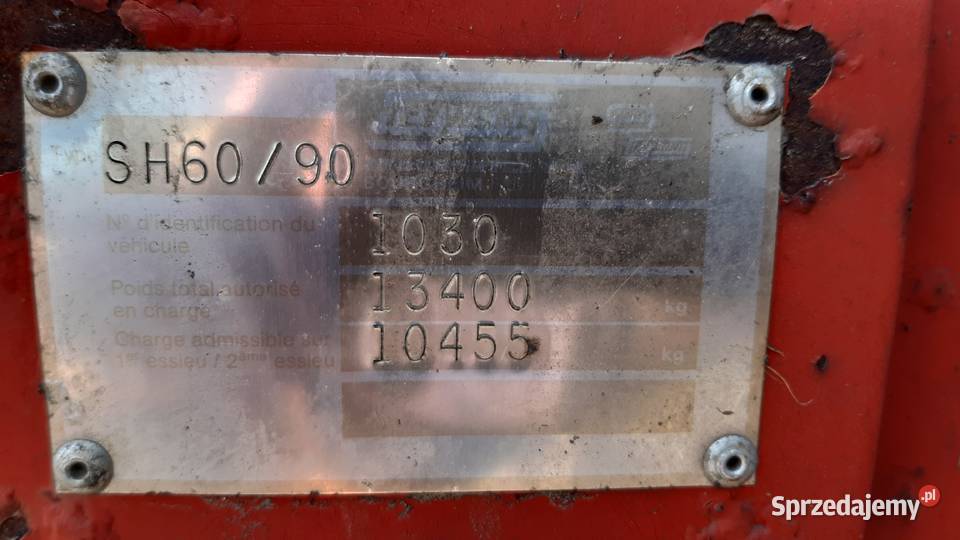 SH60/90
N° d'identification du
véhicule
1030
Poids total autorisé
en charge
13400 kg
Charge admissible sur
1er essieu / 2ème essieu
10455 kg
Sprzedajemy.pl